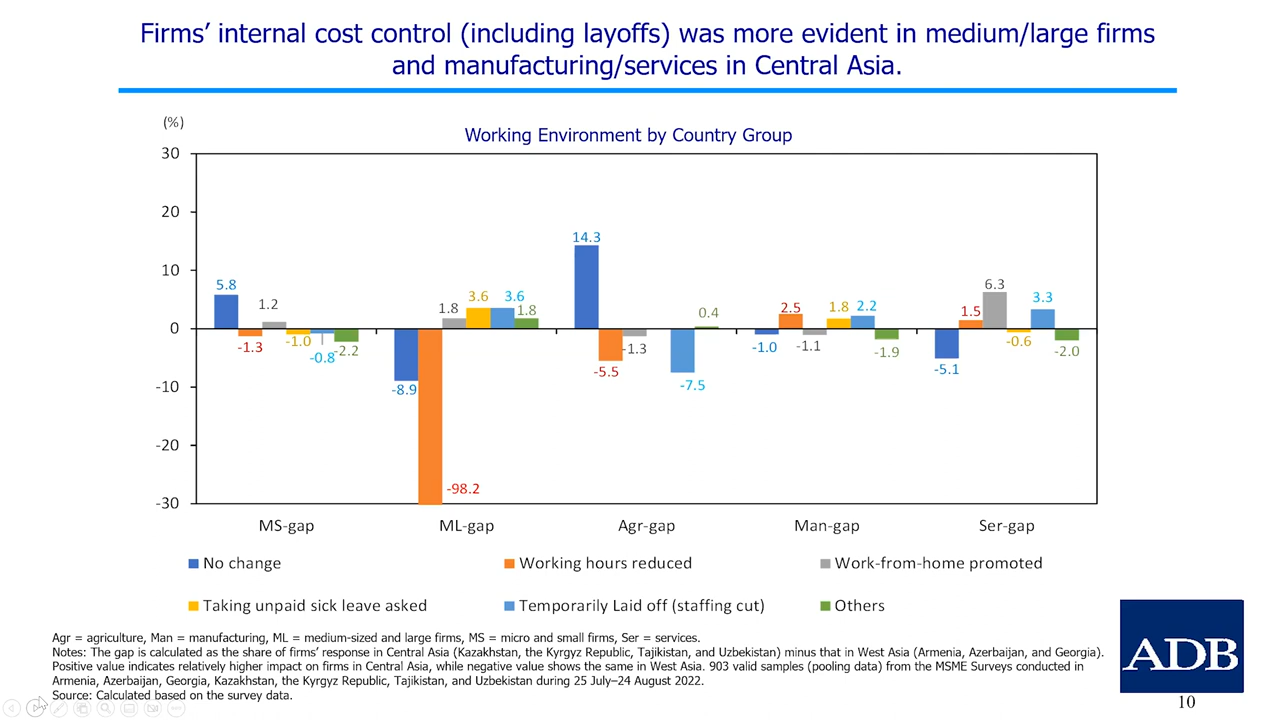 Firms’ internal cost control (including layoffs) was more evident in medium/large firms
and manufacturing/services in Central Asia.
(%)
Working Environment by Country Group
30
20
10
0
-10
-20
-30
5.8
-1.3
1.2
-1.0
-0.8
-2.2
-8.9
-98.2
1.8
3.6
3.6
1.8
14.3
-5.5
-1.3
-7.5
0.4
-1.0
2.5
-1.1
1.8
2.2
-1.9
-5.1
1.5
6.3
-0.6
3.3
-2.0
MS-gap
ML-gap
Agr-gap
Man-gap
Ser-gap
No change
Working hours reduced
Work-from-home promoted
Taking unpaid sick leave asked
Temporarily Laid off (staffing cut)
Others
Agr = agriculture, Man = manufacturing, ML = medium-sized and large firms, MS = micro and small firms, Ser = services.
Notes: The gap is calculated as the share of firms’ response in Central Asia (Kazakhstan, the Kyrgyz Republic, Tajikistan, and Uzbekistan) minus that in West Asia (Armenia, Azerbaijan, and Georgia).
Positive value indicates relatively higher impact on firms in Central Asia, while negative value shows the same in West Asia. 903 valid samples (pooling data) from the MSME Surveys conducted in
Armenia, Azerbaijan, Georgia, Kazakhstan, the Kyrgyz Republic, Tajikistan, and Uzbekistan during 25 July–24 August 2022.
Source: Calculated based on the survey data.
ADB
10